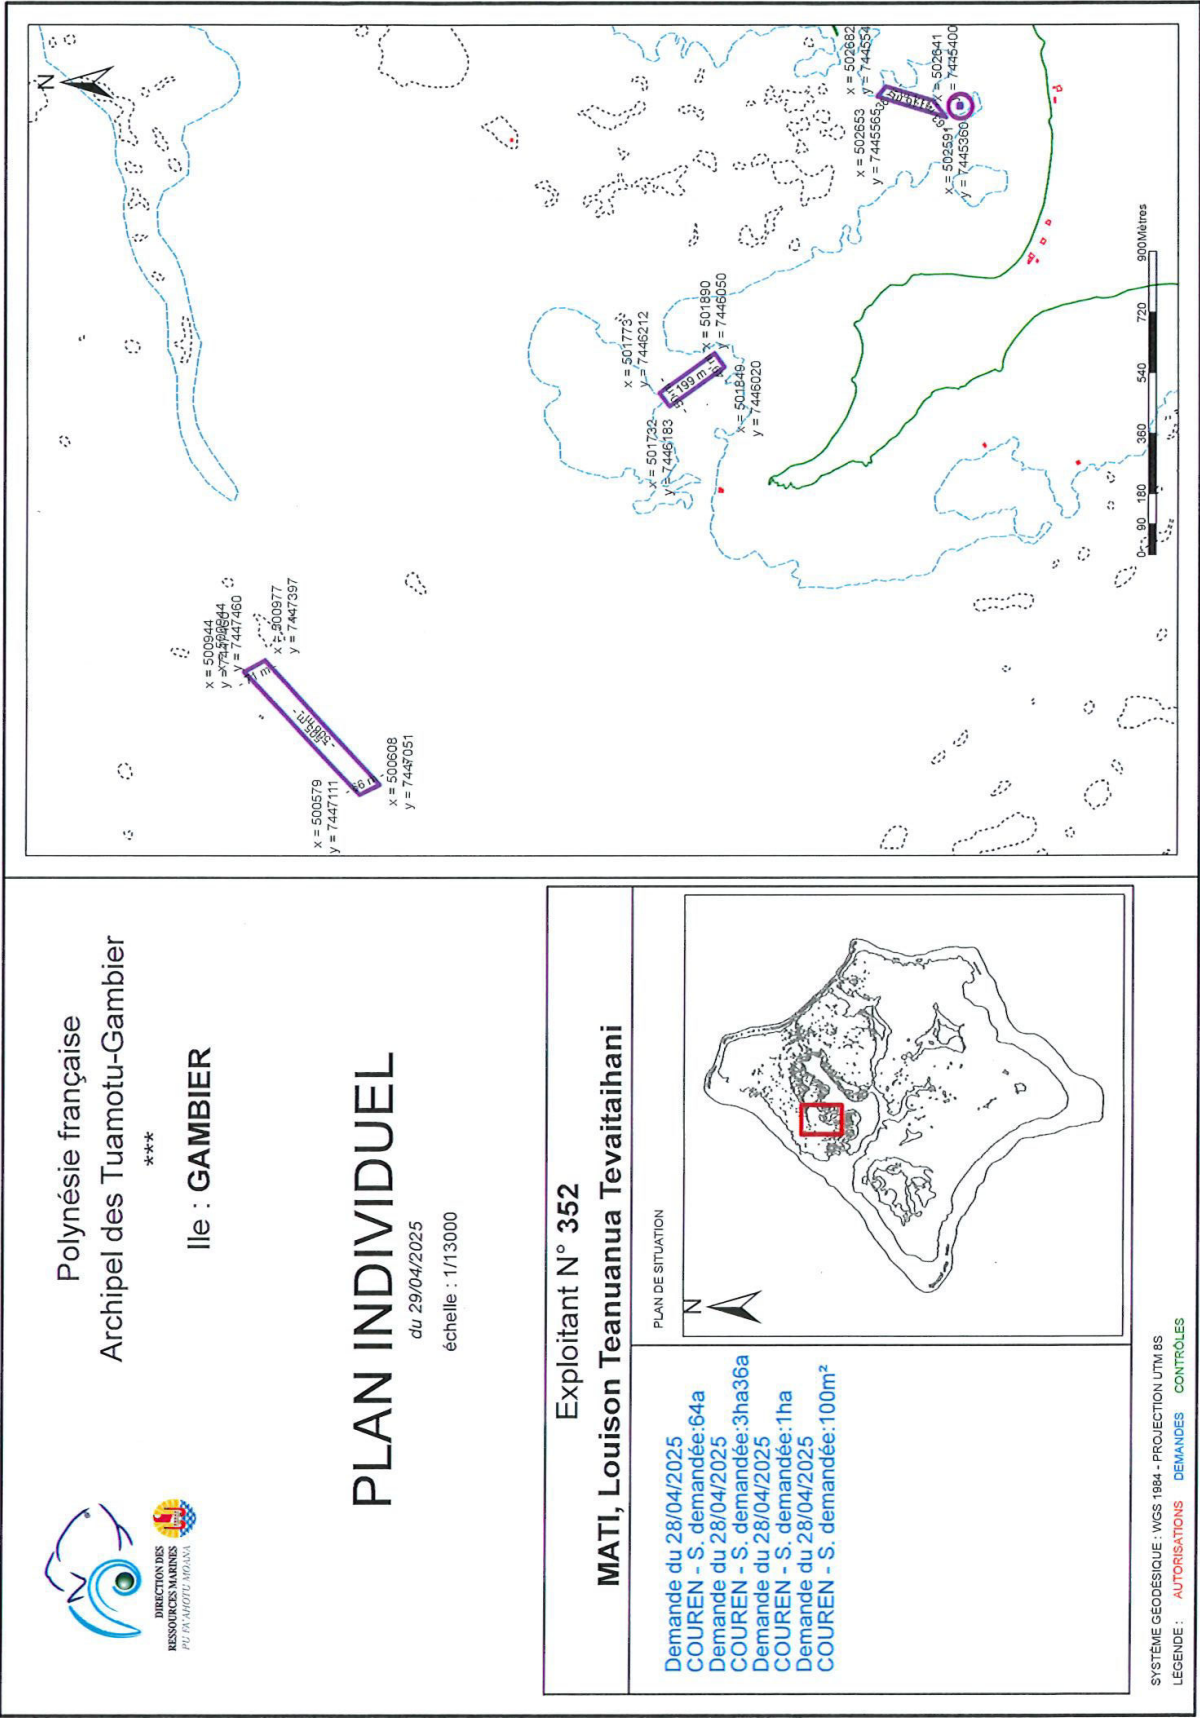 DIRECTION DES
RESSOURCES MARINES
PU FA'AHOTU MOANA
Polynésie française
Archipel des Tuamotu-Gambier
***
Ile : GAMBIER
PLAN INDIVIDUEL
du 29/04/2025
échelle : 1/13000
Exploitant N° 352
MATI, Louison Teanuanua Tevaitaihani
Demande du 28/04/2025
COUREN - S. demandée:64a
Demande du 28/04/2025
COUREN - S. demandée:3ha36a
Demande du 28/04/2025
COUREN - S. demandée:1ha
Demande du 28/04/2025
COUREN - S. demandée:100m²
PLAN DE SITUATION
N
SYSTÈME GÉODÉSIQUE : WGS 1984 - PROJECTION UTM 8S
LÉGENDE : AUTORISATIONS DEMANDES CONTRÔLES
N
x = 500944
y = 7447460
x = 500977
y = 7447397
71 m
x = 500579
y = 7447111
66 m
x = 500608
y = 7447051
x = 501773
y = 7446212
x = 501732
y = 7446183
199 m
x = 501890
y = 7446050
x = 501849
y = 7446020
x = 502682
y = 744554
x = 502653
y = 7445565
x = 502641
= 7445400
x = 502591
y = 7445360
0 90 180 360 540 720 900Mètres